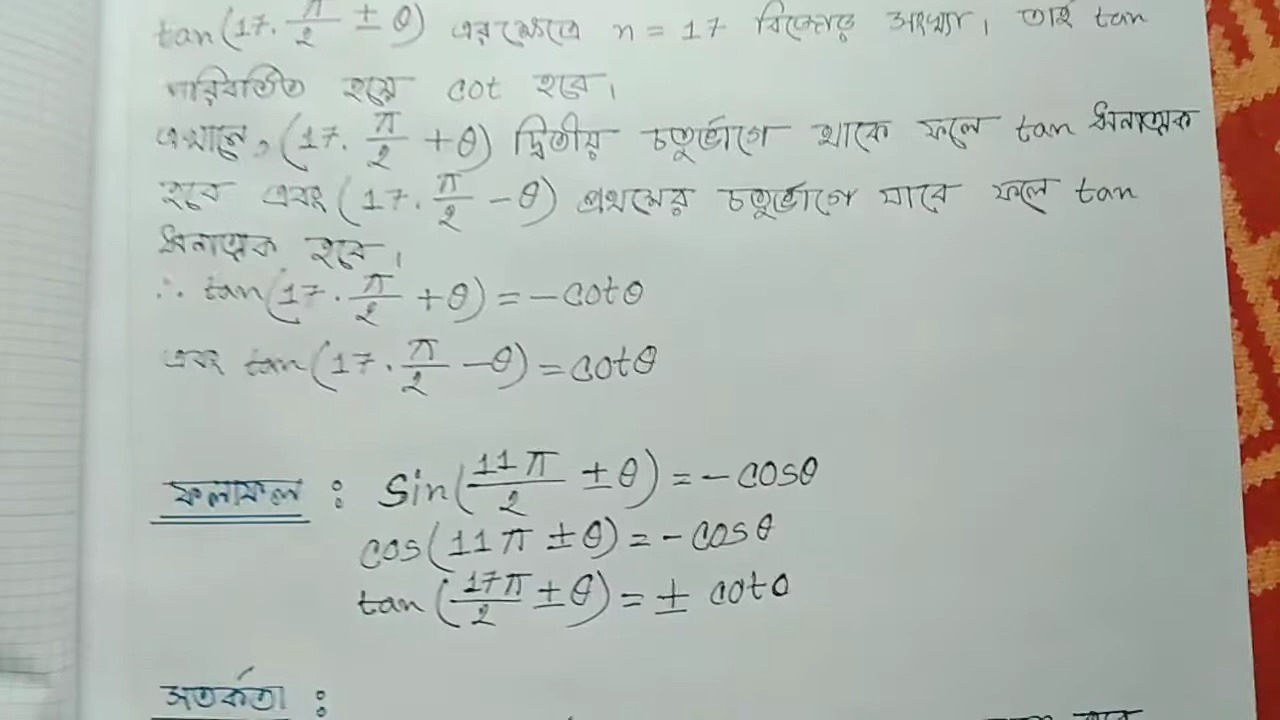 tan(17·π/2 ± θ) এরক্ষেত্রে n = 17 বিজোড় সংখ্যা। তাই tan
পরিবর্তিত হয়ে cot হবে।
এখানে, (17·π/2 + θ) দ্বিতীয় চতুর্ভাগে থাকে ফলে tan ঋনাত্মক
হবে এবং (17·π/2 − θ) প্রথমের চতুর্ভাগে যাবে ফলে tan
ধনাত্মক হবে।
∴ tan(17·π/2 + θ) = −cotθ
এবং tan(17·π/2 − θ) = cotθ
ফলাফল : Sin(11π/2 ± θ) = −cosθ
cos(11π ± θ) = −cosθ
tan(17π/2 ± θ) = ± cotθ
সতর্কতা :